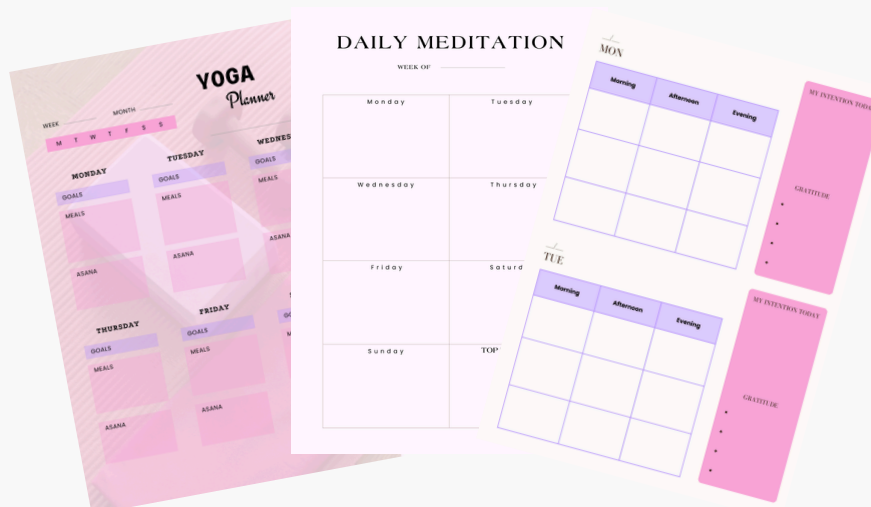 YOGA
Planner
WEEK
MONTH
M T W T F S S
MONDAY
TUESDAY
GOALS
GOALS
GOALS
MEALS
MEALS
MEALS
ASANA
ASANA
ASANA
THURSDAY
FRIDAY
GOALS
GOALS
MEALS
MEALS
ASANA
ASANA
DAILY MEDITATION
WEEK OF
Monday
Tuesday
Wednesday
Thursday
Friday
Saturd
Sunday
TOP
MON
Morning
Afternoon
Evening
MY INTENTION TODA
GRATITUDE
TUE
Morning
Afternoon
Evening
MY INTENTION TODAY
GRATITUDE